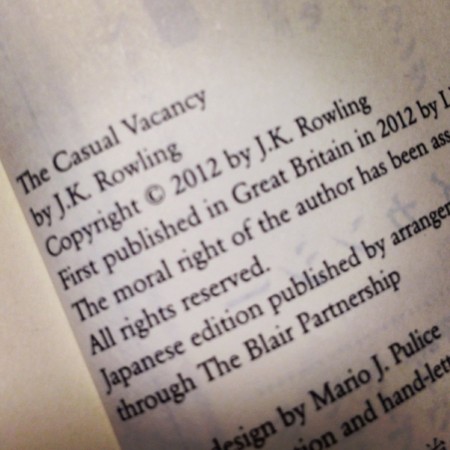 The Casual Vacancy
by J.K. Rowling
Copyright © 2012 by J.K. Rowling
First published in Great Britain in 2012 by
The moral right of the author has been
All rights reserved.
Japanese edition published by
through The Blair Partnership
design by Mario J. Pulice
and